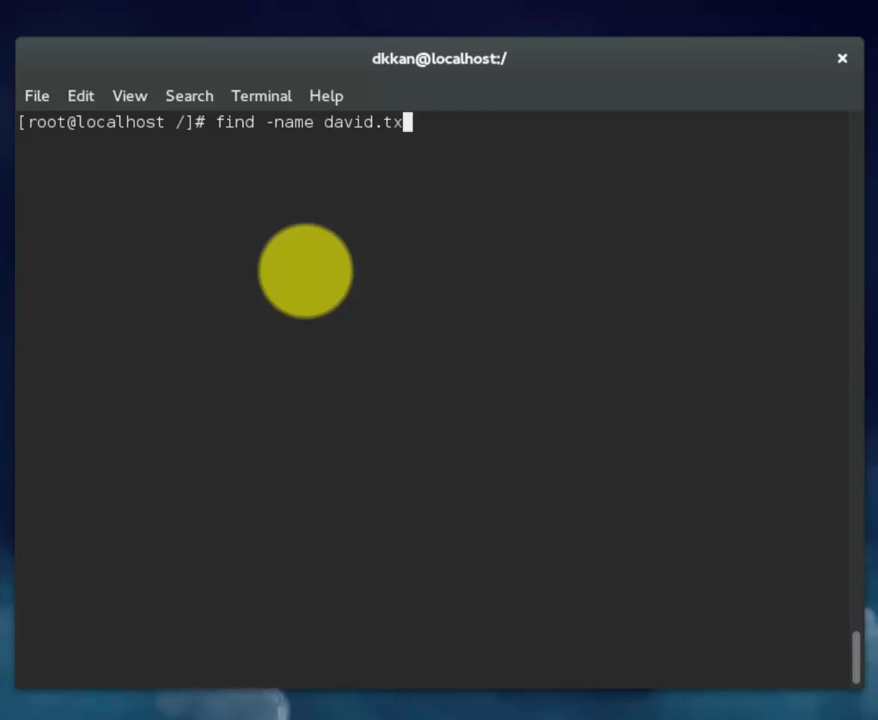 dkkan@localhost:/
File Edit View Search Terminal Help
[root@localhost /]# find -name david.tx